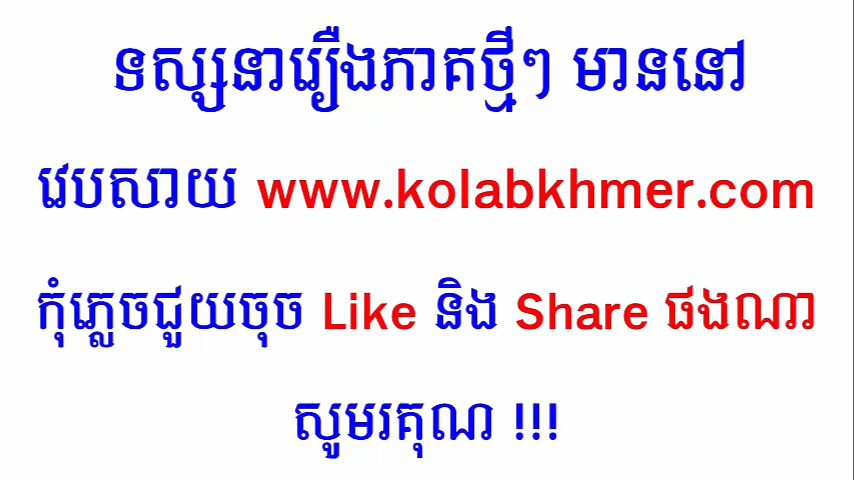 ទស្សនារឿងភាគថ្មីៗ មាននៅ
វេបសាយ www.kolabkhmer.com
កុំភ្លេចជួយចុច Like និង Share ផងណា
សូមរគុណ !!!